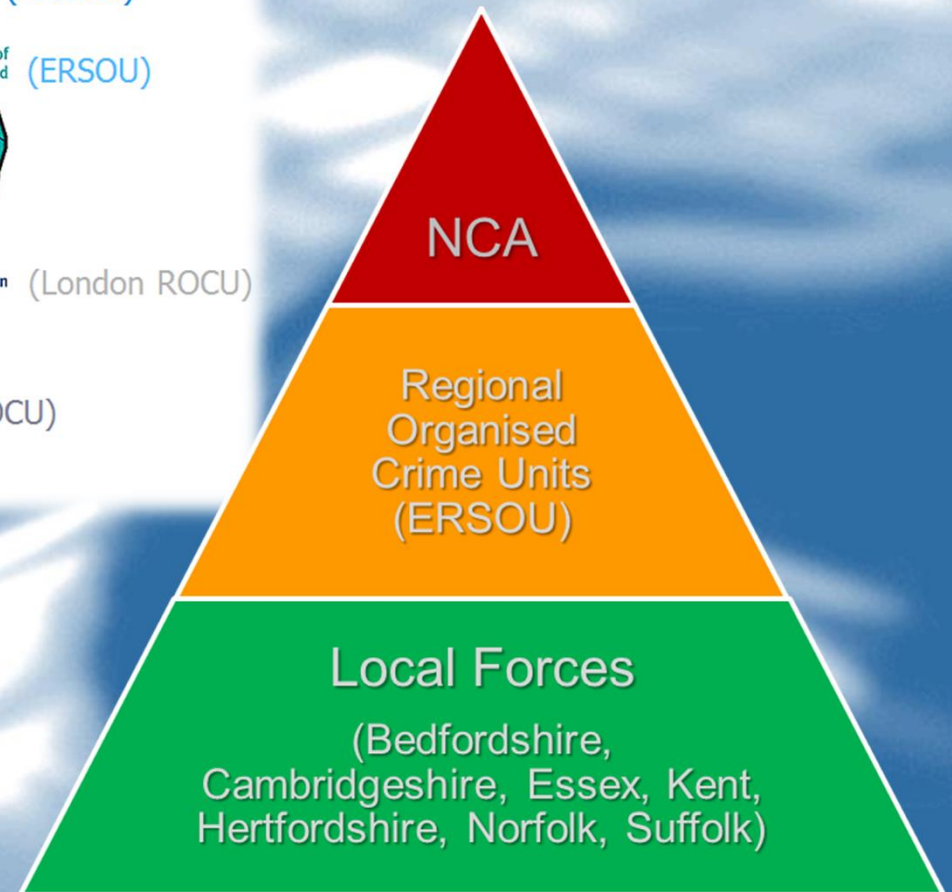 of
d (ERSOU)
(London ROCU)
OCU)
NCA
Regional
Organised
Crime Units
(ERSOU)
Local Forces
(Bedfordshire,
Cambridgeshire, Essex, Kent,
Hertfordshire, Norfolk, Suffolk)